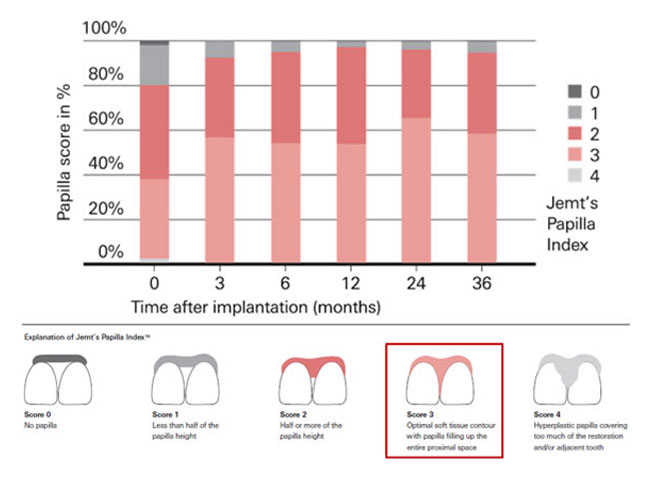 100%
80%
60%
40%
20%
0%
Papilla score in %
0 3 6 12 24 36
Time after implantation (months)
0
1
2
3
4
Jemt's
Papilla
Index
Explanation of Jemt's Papilla Index
Score 0
No papilla
Score 1
Less than half of the
papilla height
Score 2
Half or more of the
papilla height
Score 3
Optimal soft tissue contour
with papilla filling up the
entire proximal space
Score 4
Hyperplastic papilla covering
too much of the restoration
and/or adjacent tooth